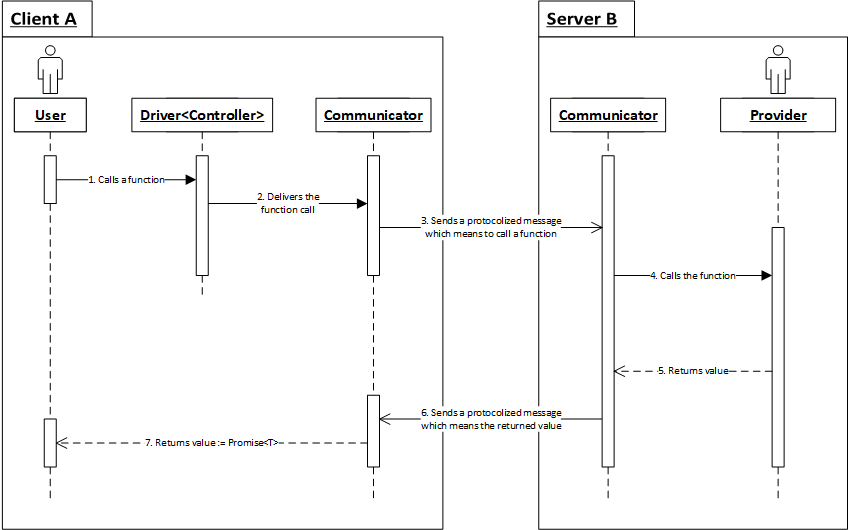 Client A
Server B
User
Driver<Controller>
Communicator
Communicator
Provider
1. Calls a function
2. Delivers the
function call
3. Sends a protocolized message
which means to call a function
4. Calls the function
5. Returns value
6. Sends a protocolized message
which means the returned value
7. Returns value := Promise<T>